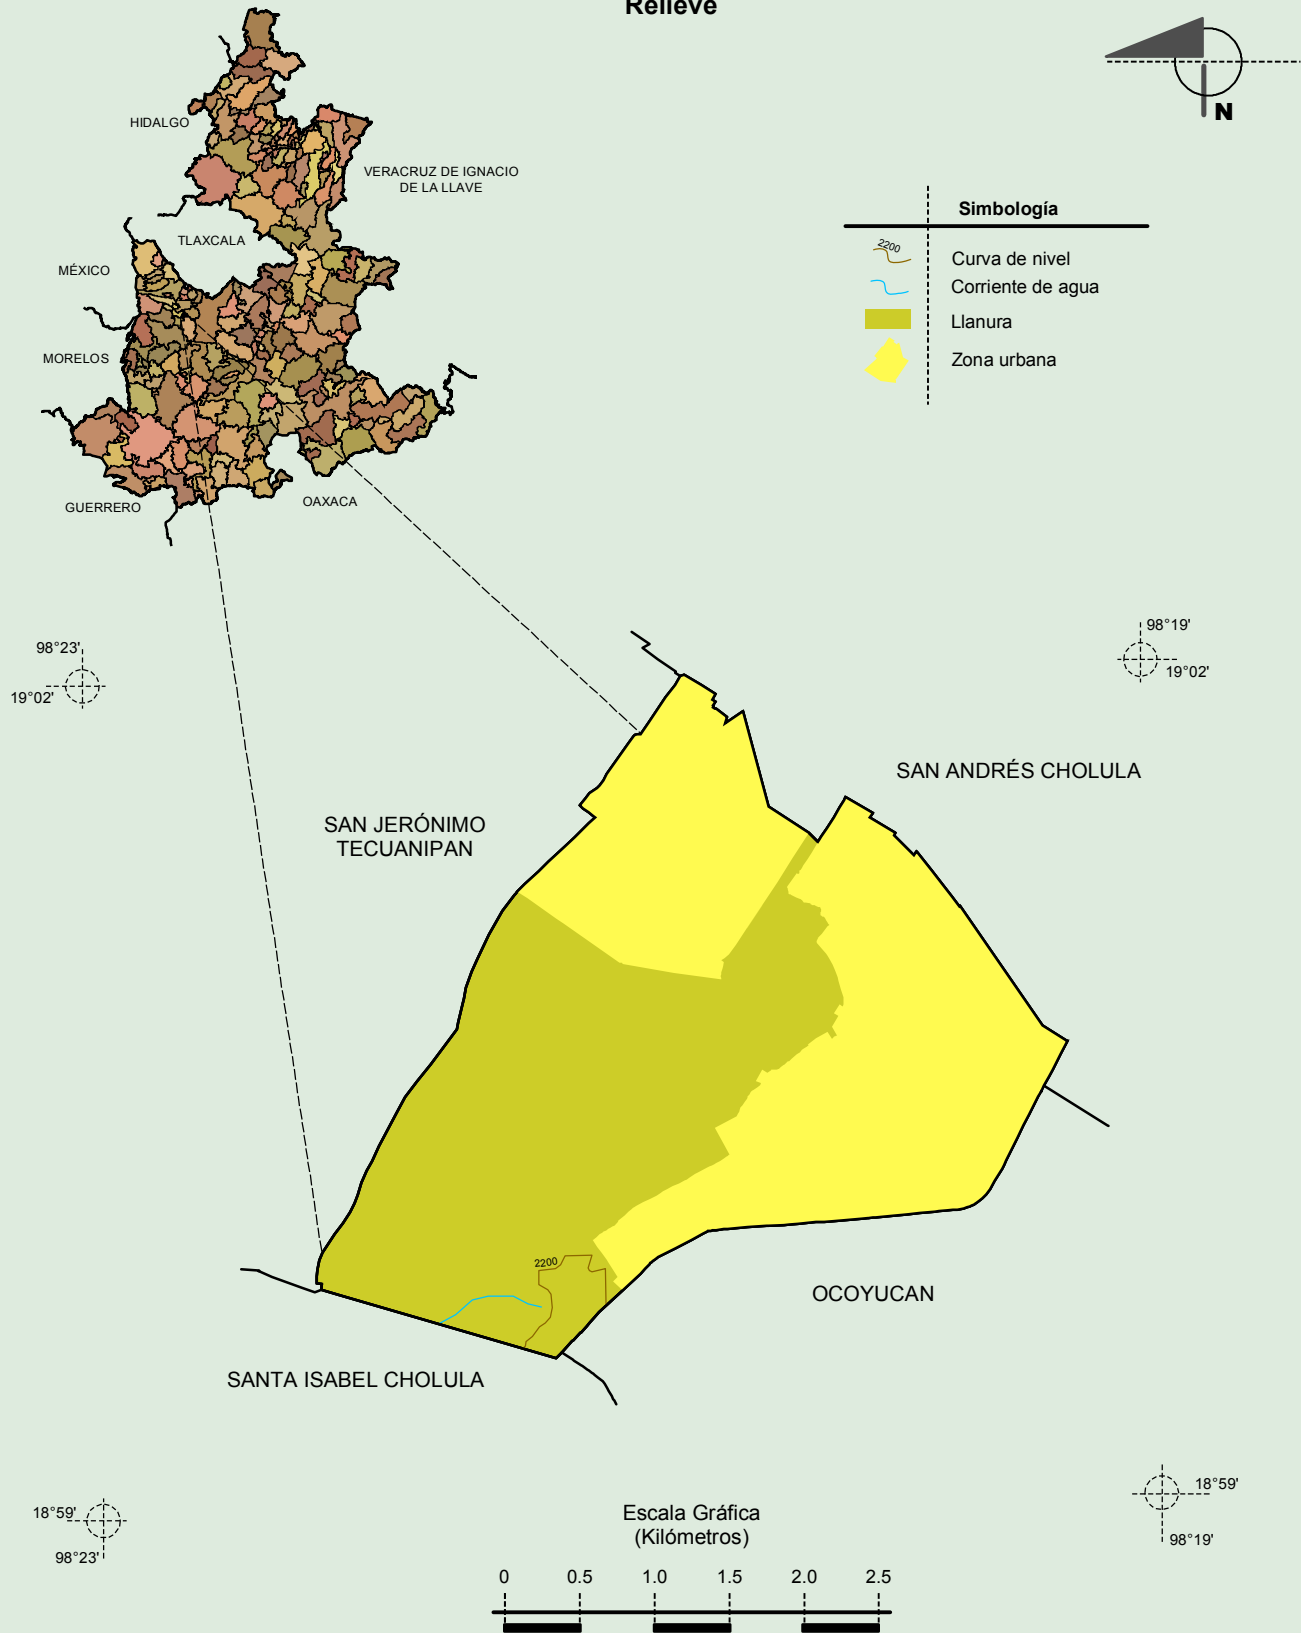 Relieve
N
HIDALGO
VERACRUZ DE IGNACIO
DE LA LLAVE
TLAXCALA
MÉXICO
MORELOS
GUERRERO
OAXACA
Simbología
2200
Curva de nivel
Corriente de agua
Llanura
Zona urbana
98°23'
19°02'
98°19'
19°02'
SAN ANDRÉS CHOLULA
SAN JERÓNIMO
TECUANIPAN
2200
OCOYUCAN
SANTA ISABEL CHOLULA
18°59'
98°23'
18°59'
98°19'
Escala Gráfica
(Kilómetros)
0 0.5 1.0 1.5 2.0 2.5